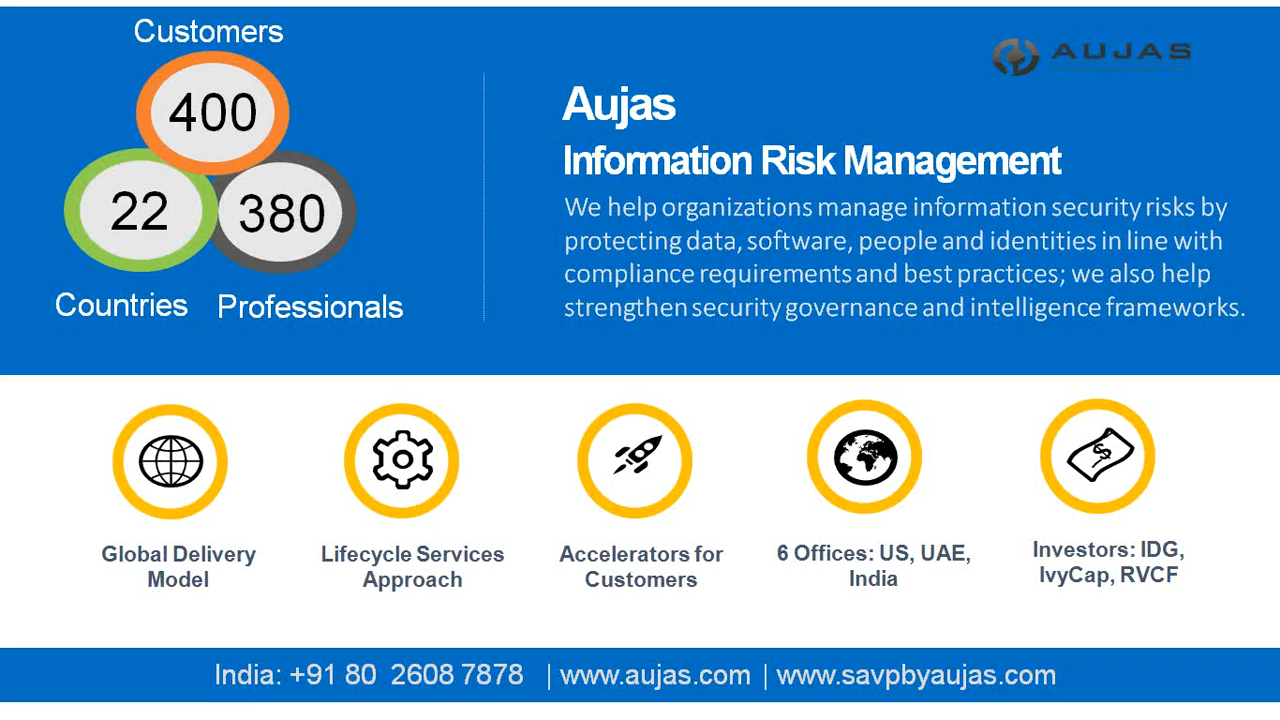 Customers
400
22
380
Countries
Professionals
AUJAS
Aujas
Information Risk Management
We help organizations manage information security risks by
protecting data, software, people and identities in line with
compliance requirements and best practices; we also help
strengthen security governance and intelligence frameworks.
Global Delivery
Model
Lifecycle Services
Approach
Accelerators for
Customers
6 Offices: US, UAE,
India
$
Investors: IDG,
IvyCap, RVCF
India: +91 80 2608 7878 | www.aujas.com | www.savpbyaujas.com